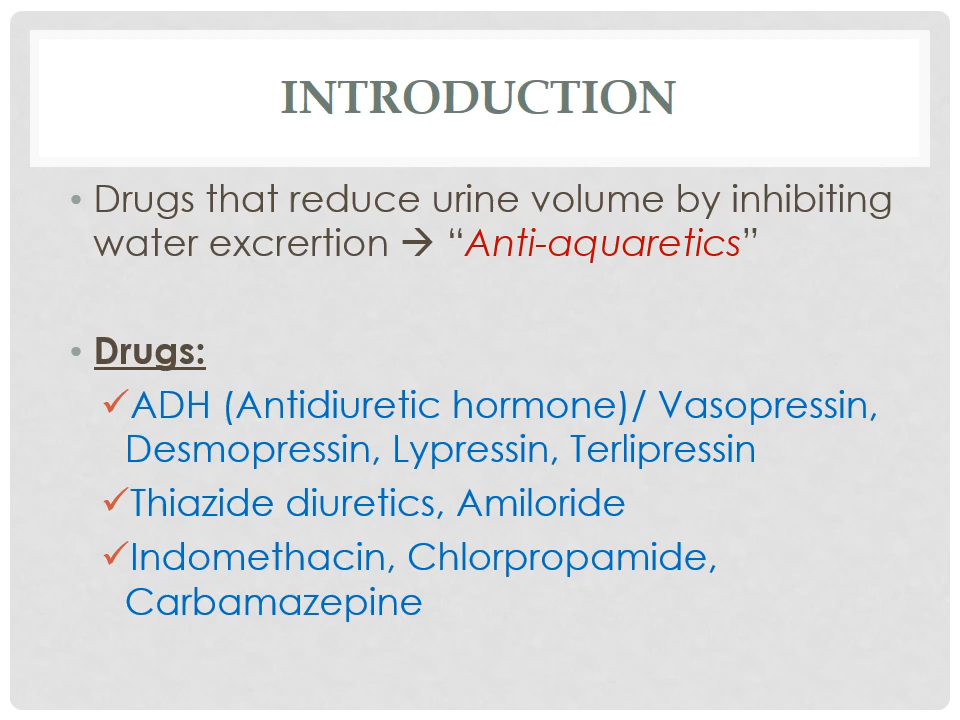 INTRODUCTION
• Drugs that reduce urine volume by inhibiting
water excrertion → “Anti-aquaretics”
• Drugs:
✓ADH (Antidiuretic hormone)/ Vasopressin,
Desmopressin, Lypressin, Terlipressin
✓Thiazide diuretics, Amiloride
✓Indomethacin, Chlorpropamide,
Carbamazepine